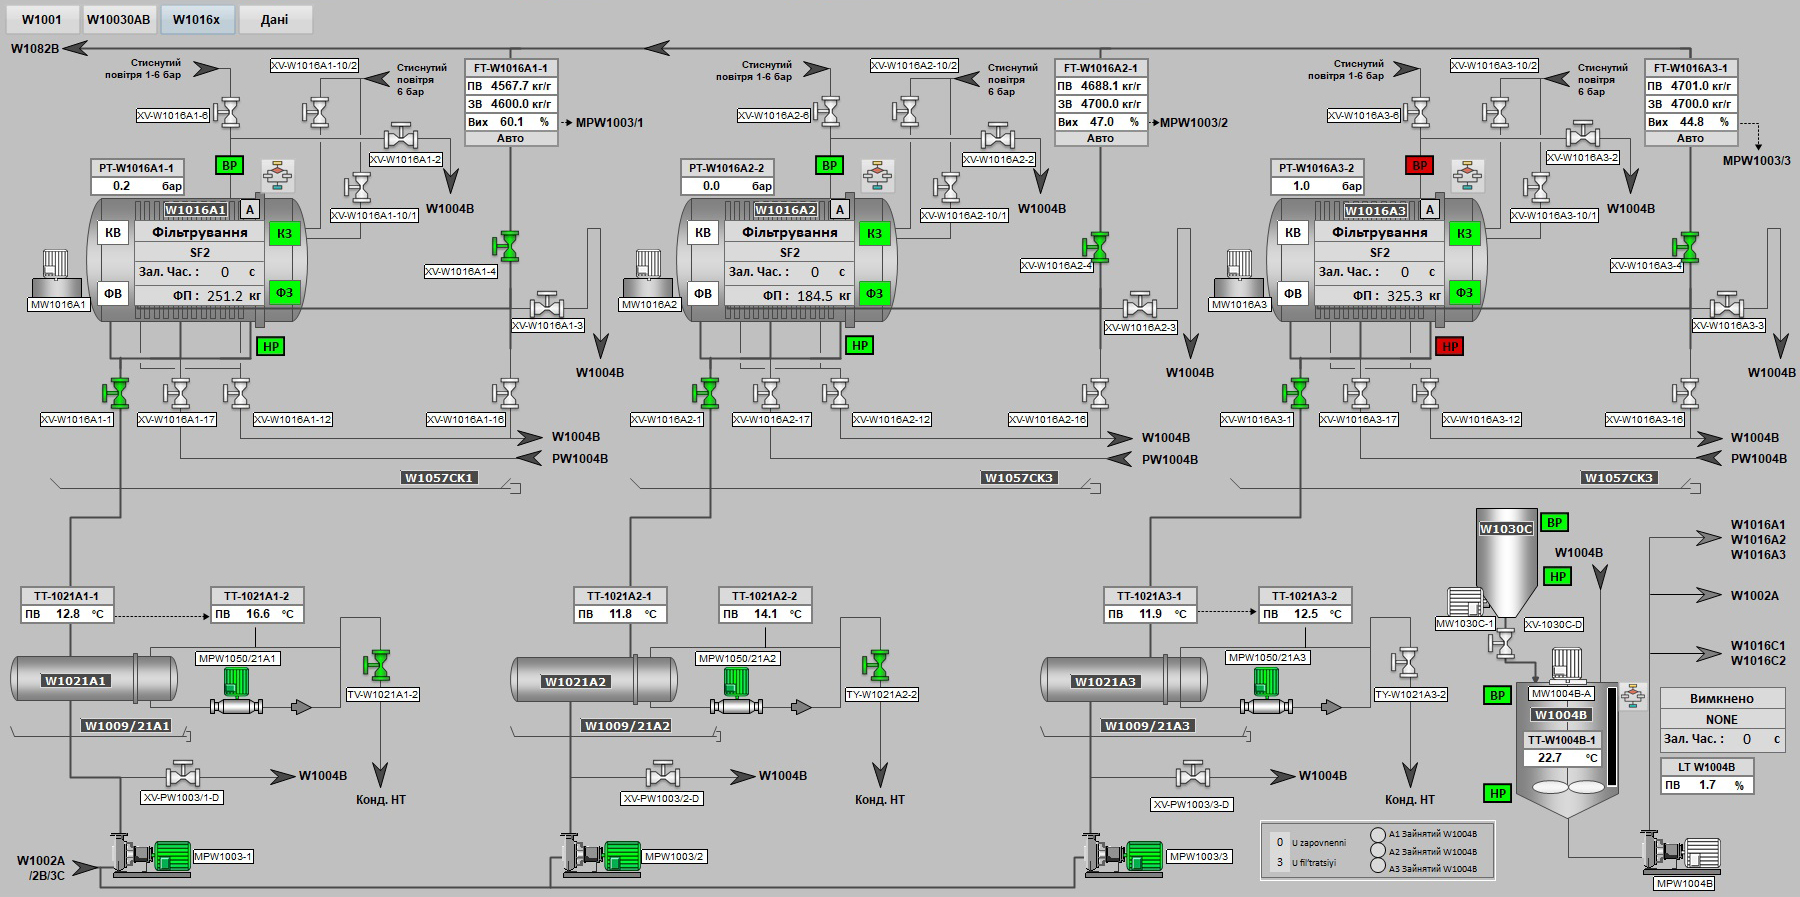 W1001
W10030AB
W1016x
Дані
W1082B
Стиснутий
повітря 1-6 бар
XV-W1016A1-10/2
Стиснутий
повітря
6 бар
XV-W1016A1-6
FT-W1016A1-1
ПВ 4567.7 кг/г
ЗВ 4600.0 кг/г
Вих 60.1 %
Авто
MPW1003/1
XV-W1016A1-2
PT-W1016A1-1
0.2 бар
ВР
XV-W1016A1-10/1
W1004B
W1016A1
A
КВ
Фільтрування
КЗ
SF2
Зал. Час. : 0 с
ФВ
ФП : 251.2 кг
ФЗ
MW1016A1
XV-W1016A1-4
XV-W1016A1-3
НР
W1004B
XV-W1016A1-1
XV-W1016A1-17
XV-W1016A1-12
XV-W1016A1-16
W1004B
PW1004B
W1057CK1
Стиснутий
повітря 1-6 бар
XV-W1016A2-10/2
Стиснутий
повітря
6 бар
XV-W1016A2-6
FT-W1016A2-1
ПВ 4688.1 кг/г
ЗВ 4700.0 кг/г
Вих 47.0 %
Авто
MPW1003/2
XV-W1016A2-2
PT-W1016A2-2
0.0 бар
ВР
XV-W1016A2-10/1
W1004B
W1016A2
A
КВ
Фільтрування
КЗ
SF2
Зал. Час. : 0 с
ФВ
ФП : 184.5 кг
ФЗ
MW1016A2
XV-W1016A2-4
XV-W1016A2-3
НР
W1004B
XV-W1016A2-1
XV-W1016A2-17
XV-W1016A2-12
XV-W1016A2-16
W1004B
PW1004B
W1057CK3
Стиснутий
повітря 1-6 бар
XV-W1016A3-10/2
Стиснутий
повітря
6 бар
XV-W1016A3-6
FT-W1016A3-1
ПВ 4701.0 кг/г
ЗВ 4700.0 кг/г
Вих 44.8 %
Авто
MPW1003/3
XV-W1016A3-2
PT-W1016A3-2
1.0 бар
ВР
XV-W1016A3-10/1
W1004B
W1016A3
A
КВ
Фільтрування
КЗ
SF2
Зал. Час. : 0 с
ФВ
ФП : 325.3 кг
ФЗ
MW1016A3
XV-W1016A3-4
XV-W1016A3-3
НР
W1004B
XV-W1016A3-1
XV-W1016A3-17
XV-W1016A3-12
XV-W1016A3-16
W1004B
PW1004B
W1057CK3
TT-1021A1-1
ПВ 12.8 °C
TT-1021A1-2
ПВ 16.6 °C
MPW1050/21A1
W1021A1
TV-W1021A1-2
W1009/21A1
W1004B
XV-PW1003/1-D
Конд. НТ
W1002A
/2B/3C
MPW1003-1
TT-1021A2-1
ПВ 11.8 °C
TT-1021A2-2
ПВ 14.1 °C
MPW1050/21A2
W1021A2
TY-W1021A2-2
W1009/21A2
W1004B
XV-PW1003/2-D
Конд. НТ
MPW1003/2
TT-1021A3-1
ПВ 11.9 °C
TT-1021A3-2
ПВ 12.5 °C
MPW1050/21A3
W1021A3
TY-W1021A3-2
W1009/21A3
W1004B
XV-PW1003/3-D
Конд. НТ
MPW1003/3
W1030C
ВР
НР
W1004B
MW1030C-1
XV-1030C-D
W1016A1
W1016A2
W1016A3
W1002A
W1016C1
W1016C2
ВР
MW1004B-A
W1004B
TT-W1004B-1
22.7 °C
НР
Вимкнено
NONE
Зал. Час. : 0 с
LT W1004B
ПВ 1.7 %
0 U zapovnenni
3 U fil'tratsiyi
A1 Зайнятий W1004B
A2 Зайнятий W1004B
A3 Зайнятий W1004B
MPW1004B